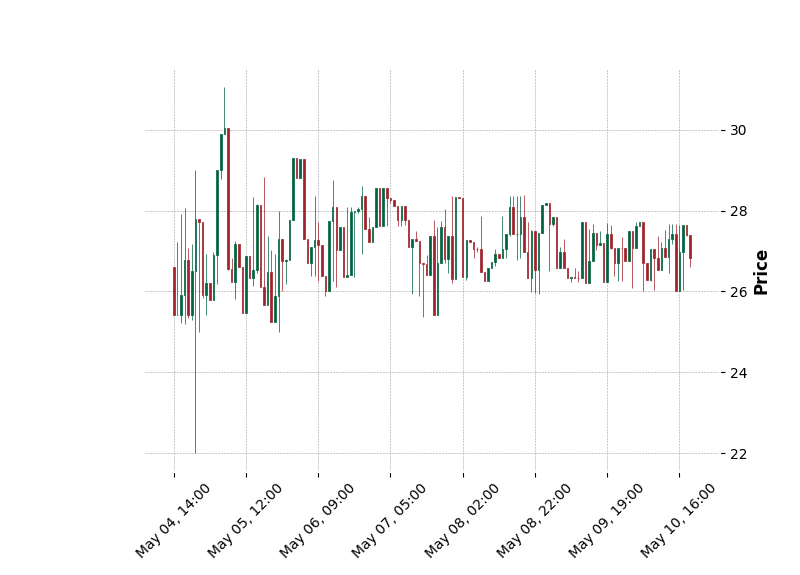 30
28
26
24
22
Price
May 04, 14:00
May 05, 12:00
May 06, 09:00
May 07, 05:00
May 08, 02:00
May 08, 22:00
May 09, 19:00
May 10, 16:00